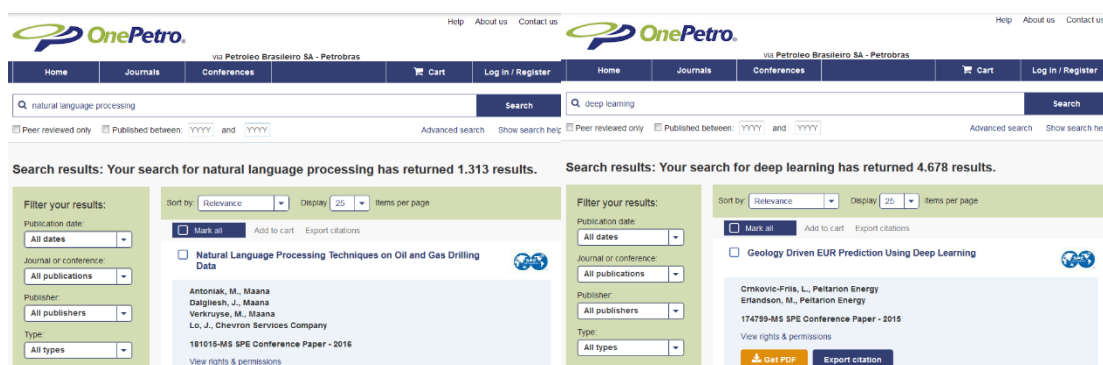 Help About us Contact us
OnePetro.
via Petroleo Brasileiro SA - Petrobras
Home Journals Conferences Cart Log in / Register
natural language processing Search
Peer reviewed only Published between: YYYY and YYYY Advanced search Show search help
Search results: Your search for natural language processing has returned 1.313 results.
Filter your results:
Publication date:
All dates
Journal or conference:
All publications
Publisher:
All publishers
Type:
All types
Sort by: Relevance Display 25 Items per page
Mark all Add to cart Export citations
Natural Language Processing Techniques on Oil and Gas Drilling
Data
Antoniak, M., Maana
Dalgliesh, J., Maana
Verkruyse, M., Maana
Lo, J., Chevron Services Company
181015-MS SPE Conference Paper - 2016
View rights & permissions
Help About us Contact us
OnePetro.
via Petroleo Brasileiro SA - Petrobras
Home Journals Conferences Cart Log in / Register
deep learning Search
Peer reviewed only Published between: YYYY and YYYY Advanced search Show search he
Search results: Your search for deep learning has returned 4.678 results.
Filter your results:
Publication date:
All dates
Journal or conference:
All publications
Publisher:
All publishers
Type:
All types
Sort by: Relevance Display 25 Items per page
Mark all Add to cart Export citations
Geology Driven EUR Prediction Using Deep Learning
Crnkovic-Friis, L., Peltarion Energy
Erlandson, M., Peltarion Energy
174799-MS SPE Conference Paper - 2015
View rights & permissions
Get PDF Export citation